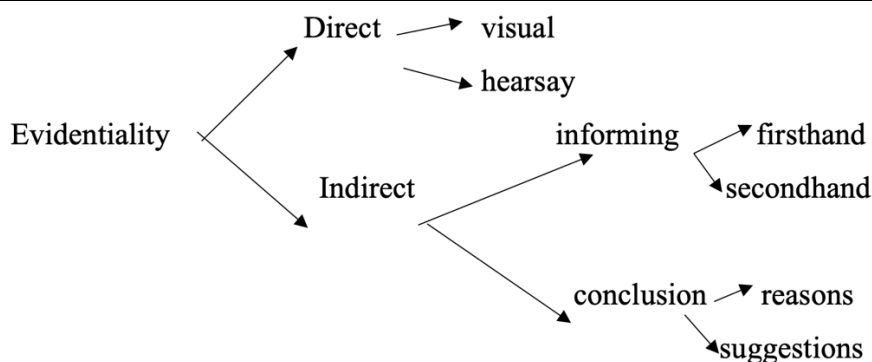 Direct visual
hearsay
Evidentiality informing firsthand
Indirect secondhand
conclusion reasons
suggestions